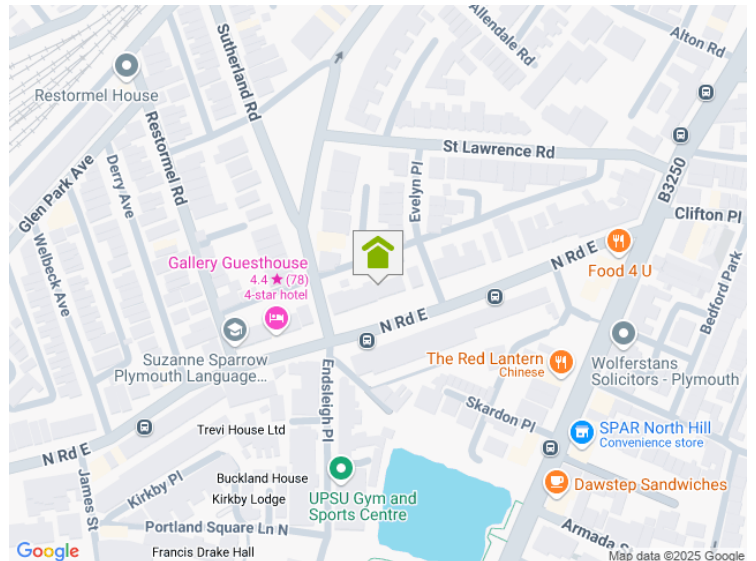 Allendale Rd
Alton Rd
Sutherland Rd
Restormel House
Restormel Rd
St Lawrence Rd
B3250
Evelyn Pl
Glen Park Ave
Derry Ave
Clifton Pl
Welbeck Ave
Gallery Guesthouse
4.4 ★ (78)
4-star hotel
N Rd E
Food 4 U
Bedford Park
N Rd E
Suzanne Sparrow
Plymouth Language...
The Red Lantern
Chinese
Wolferstans
Solicitors - Plymouth
Endsleigh Pl
Skardon Pl
Trevi House Ltd
SPAR North Hill
Convenience store
N Rd E
James St
Kirkby Pl
Buckland House
Kirkby Lodge
UPSU Gym and
Sports Centre
Dawstep Sandwiches
Portland Square Ln N
Armada S
Francis Drake Hall
Google
Map data ©2025 Google